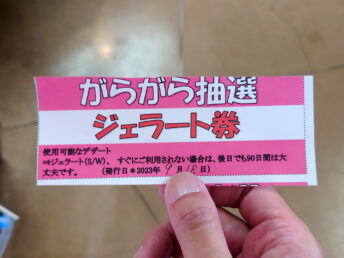 がらがら抽選
ジェラート券
使用可能なデザート
⇒ジェラート(S/W)、 すぐにご利用されない場合は、後日でも90日間は大
丈夫です。 (発行日*2023年 月 日)